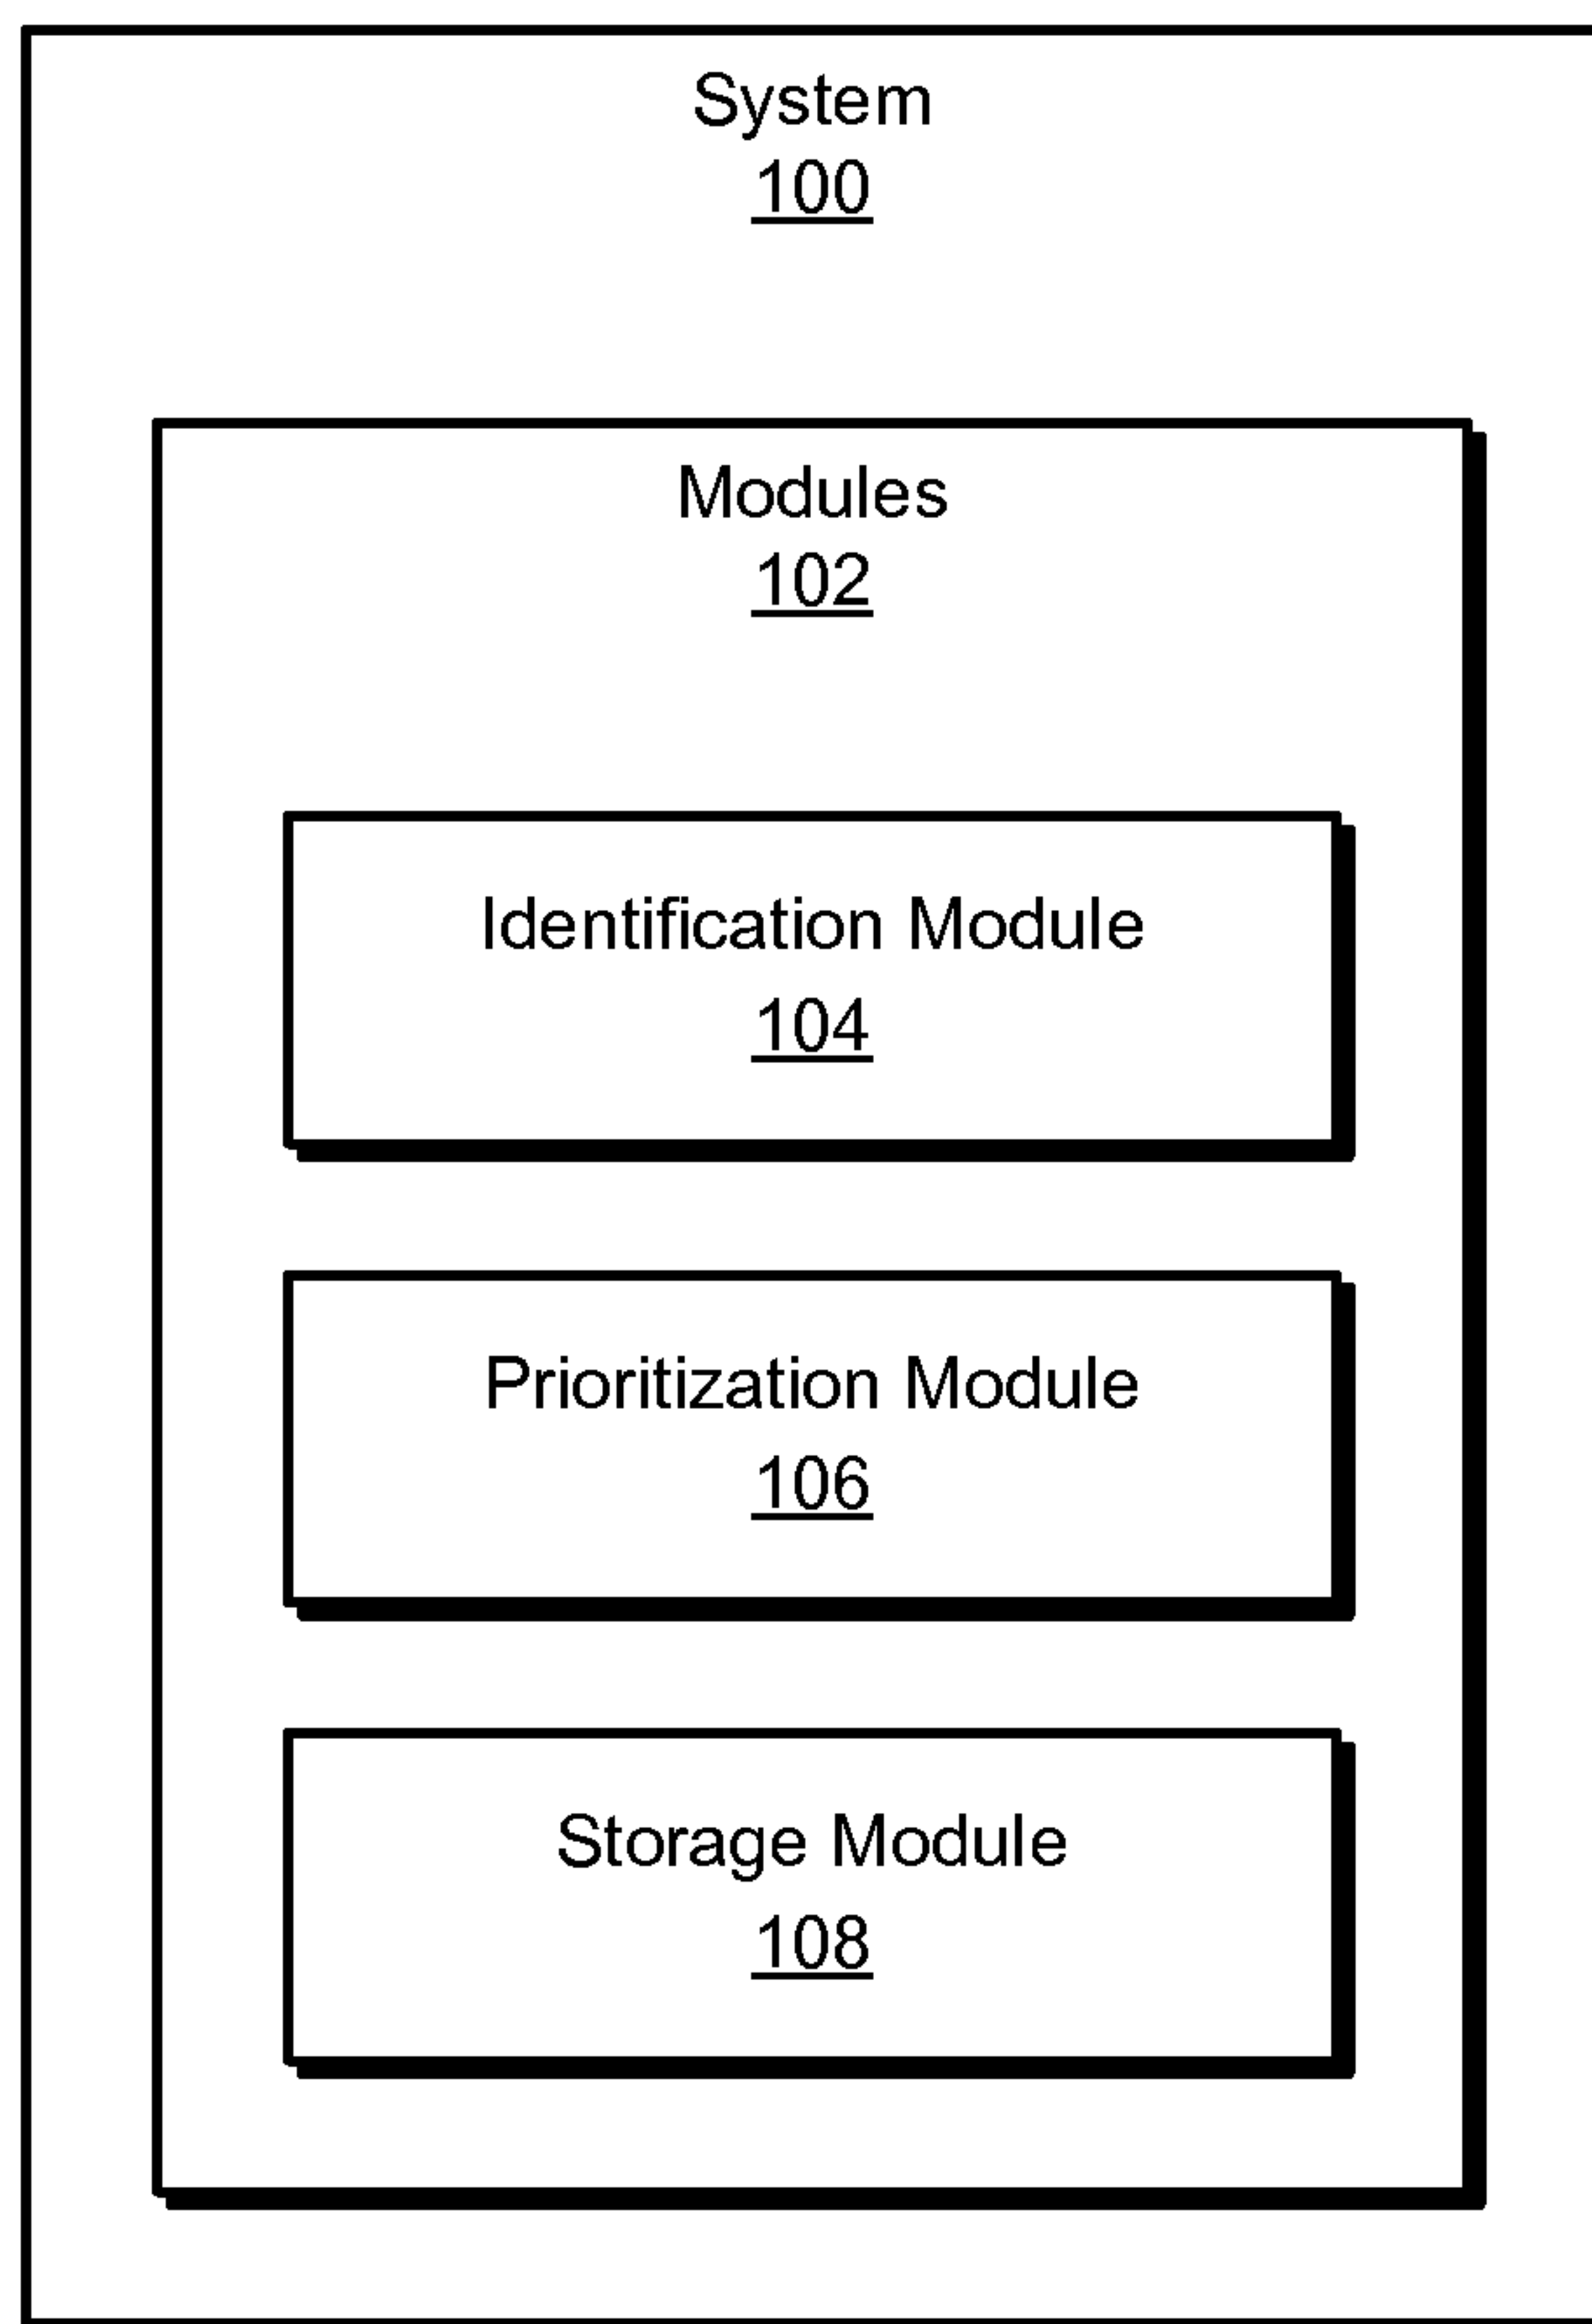 System
100
Modules
102
Identification Module
104
Prioritization Module
106
Storage Module
108